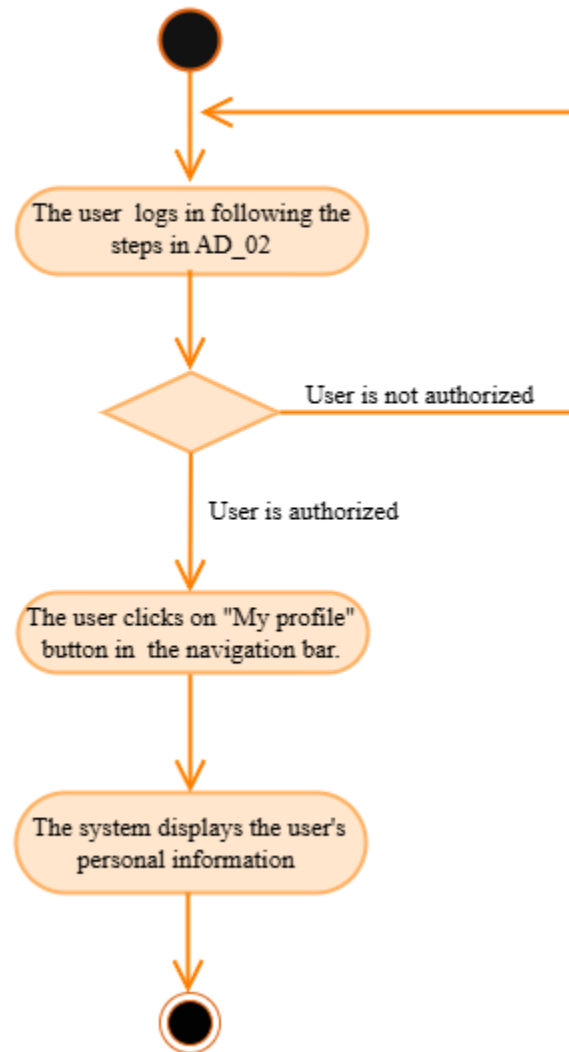 The user  logs in following the
steps in AD_02
User is not authorized
User is authorized
The user clicks on "My profile"
button in  the navigation bar.
The system displays the user's
personal information